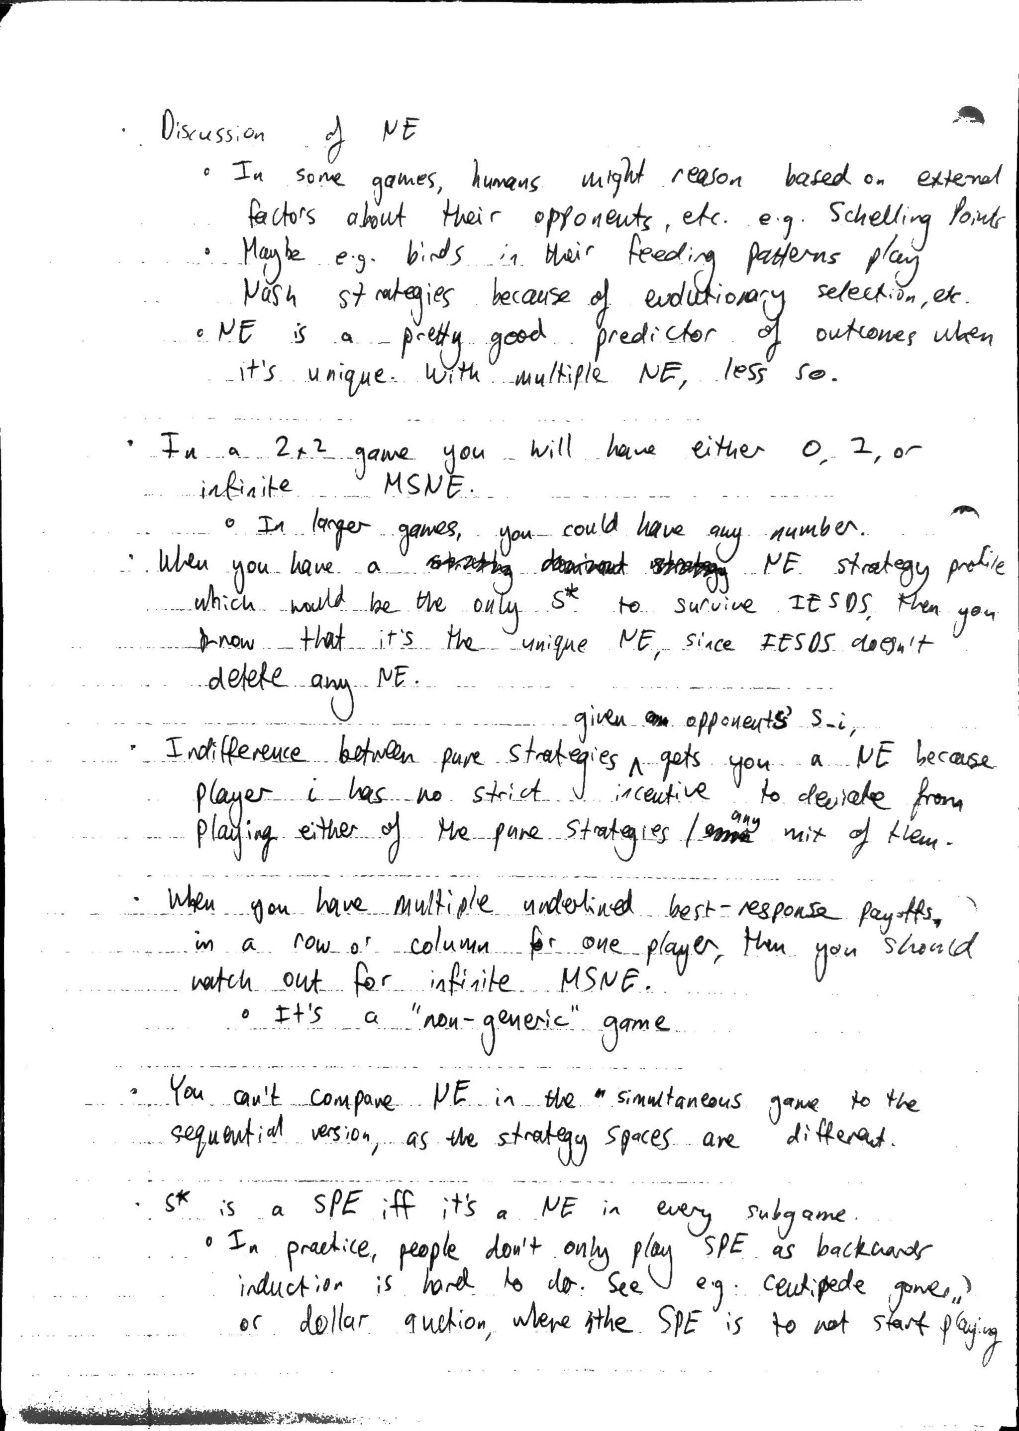 · Discussion of NE
∘ In some games, humans might reason based on external
factors about their opponents, etc. e.g. Schelling Points
∘ Maybe e.g. birds in their feeding patterns play
Nash strategies because of evolutionary selection, etc.
∘ NE is a pretty good predictor of outcomes when
it's unique. With multiple NE, less so.
· In a 2x2 game you will have either 0, 1, or
infinite MSNE.
∘ In larger games, you could have any number.
· When you have a NE strategy profile
which would be the only S* to survive IESDS, then you
know that it's the unique NE, since IESDS doesn't
delete any NE.
given opponents' S-i,
· Indifference between pure strategies ∧ gets you a NE because
player i has no strict incentive to deviate from
any
playing either of the pure strategies / mix of them.
· When you have multiple underlined best-response payoffs,
in a row or column for one player, then you should
watch out for infinite MSNE.
∘ It's a "non-generic" game
· You can't compare NE in the simultaneous game to the
sequential version, as the strategy spaces are different.
· S* is a SPE iff it's a NE in every subgame.
∘ In practice, people don't only play SPE as backwards
induction is hard to do. See e.g. centipede games,
or dollar auction, where the SPE is to not start playing